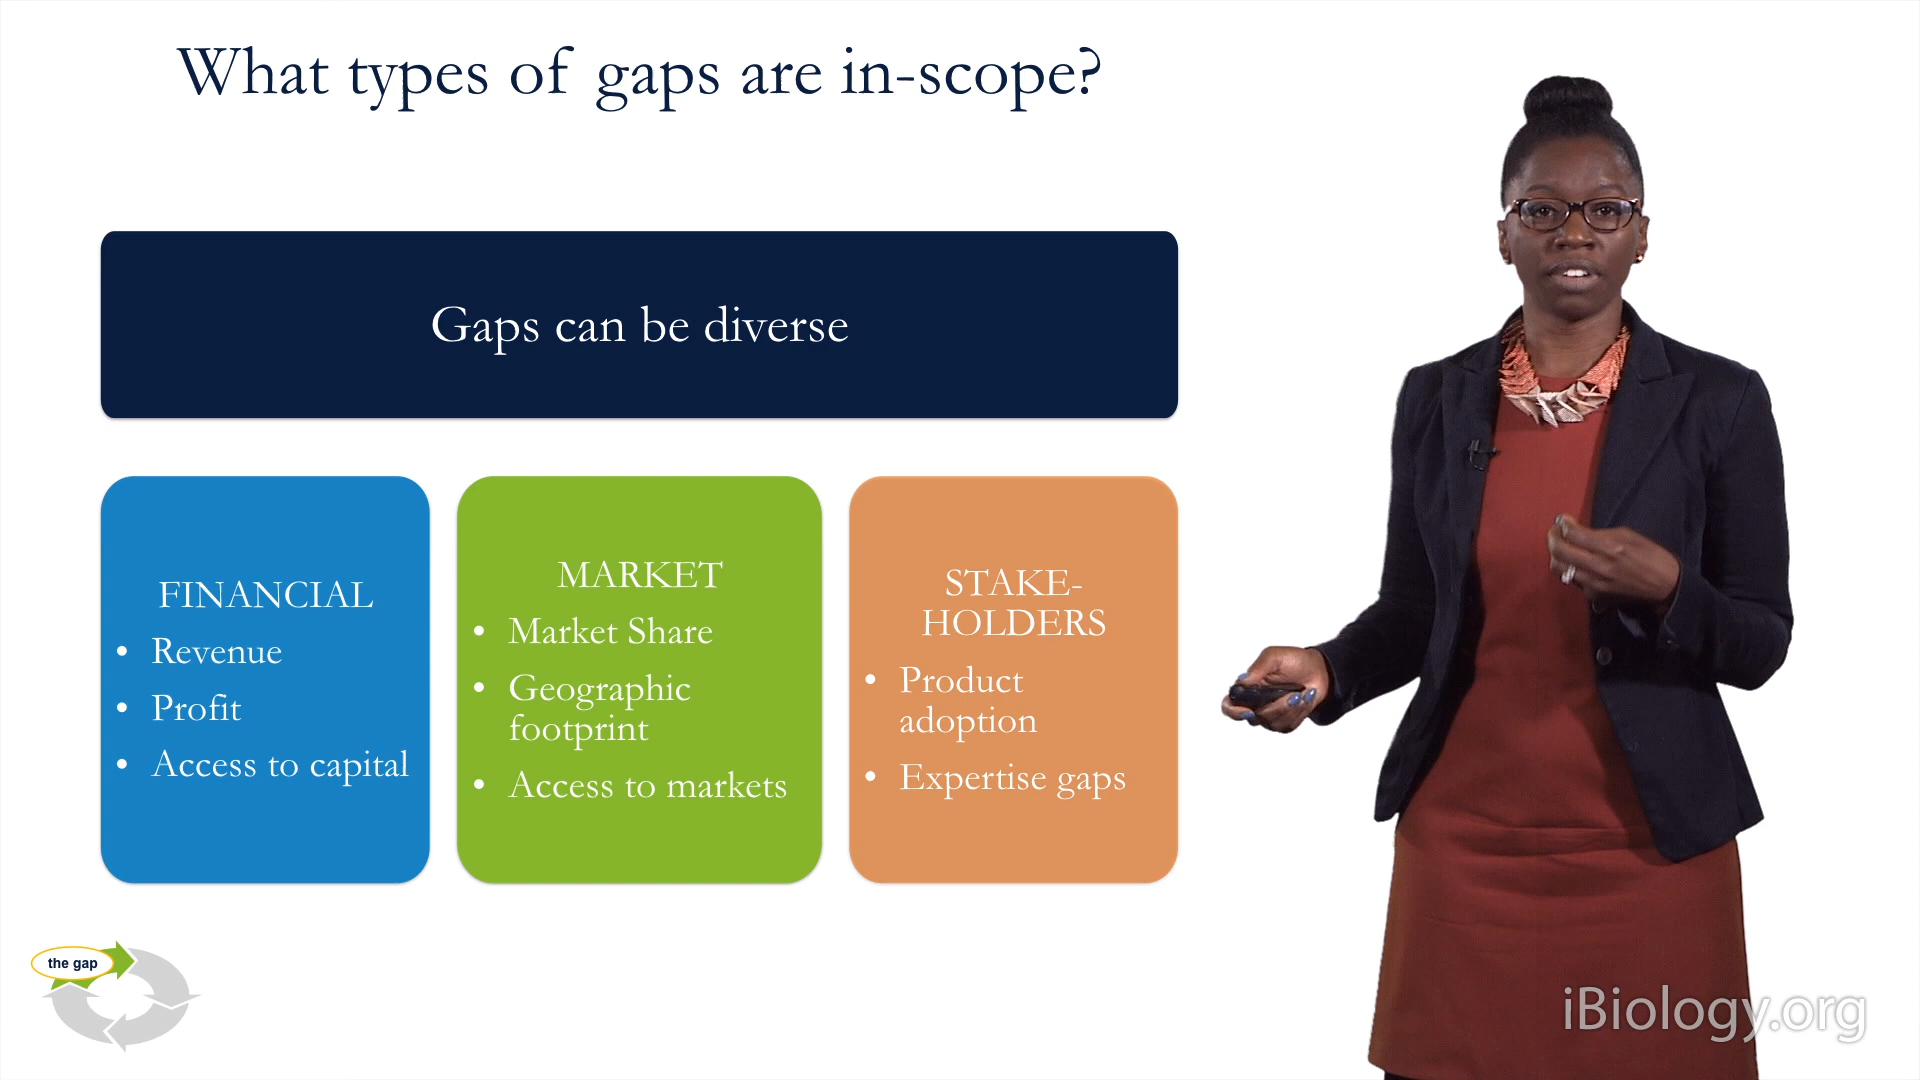 What types of gaps are in-scope?
Gaps can be diverse
FINANCIAL
• Revenue
• Profit
• Access to capital
MARKET
• Market Share
• Geographic
footprint
• Access to markets
STAKE-
HOLDERS
• Product
adoption
• Expertise gaps
the gap
iBiology.org